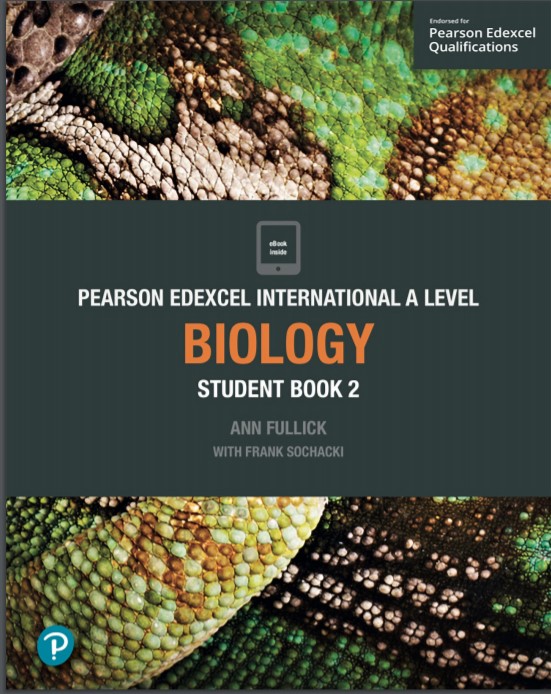 Endorsed for
Pearson Edexcel
Qualifications
eBook
inside
PEARSON EDEXCEL INTERNATIONAL A LEVEL
BIOLOGY
STUDENT BOOK 2
ANN FULLICK
WITH FRANK SOCHACKI
P